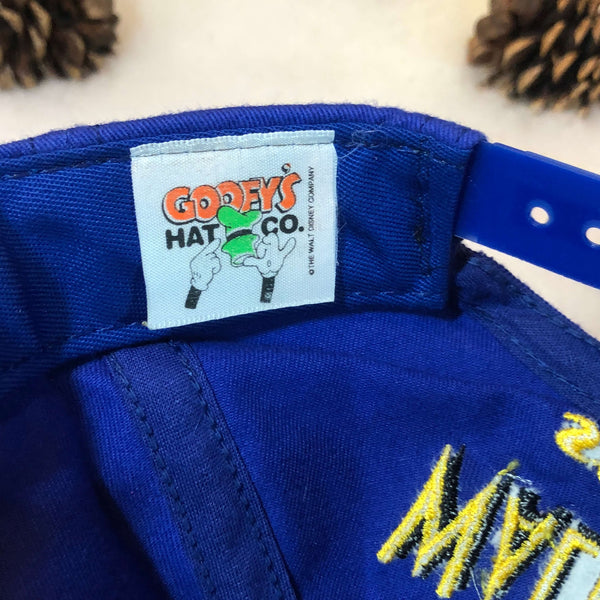 GOOFY'S
HAT CO.
©THE WALT DISNEY COMPANY